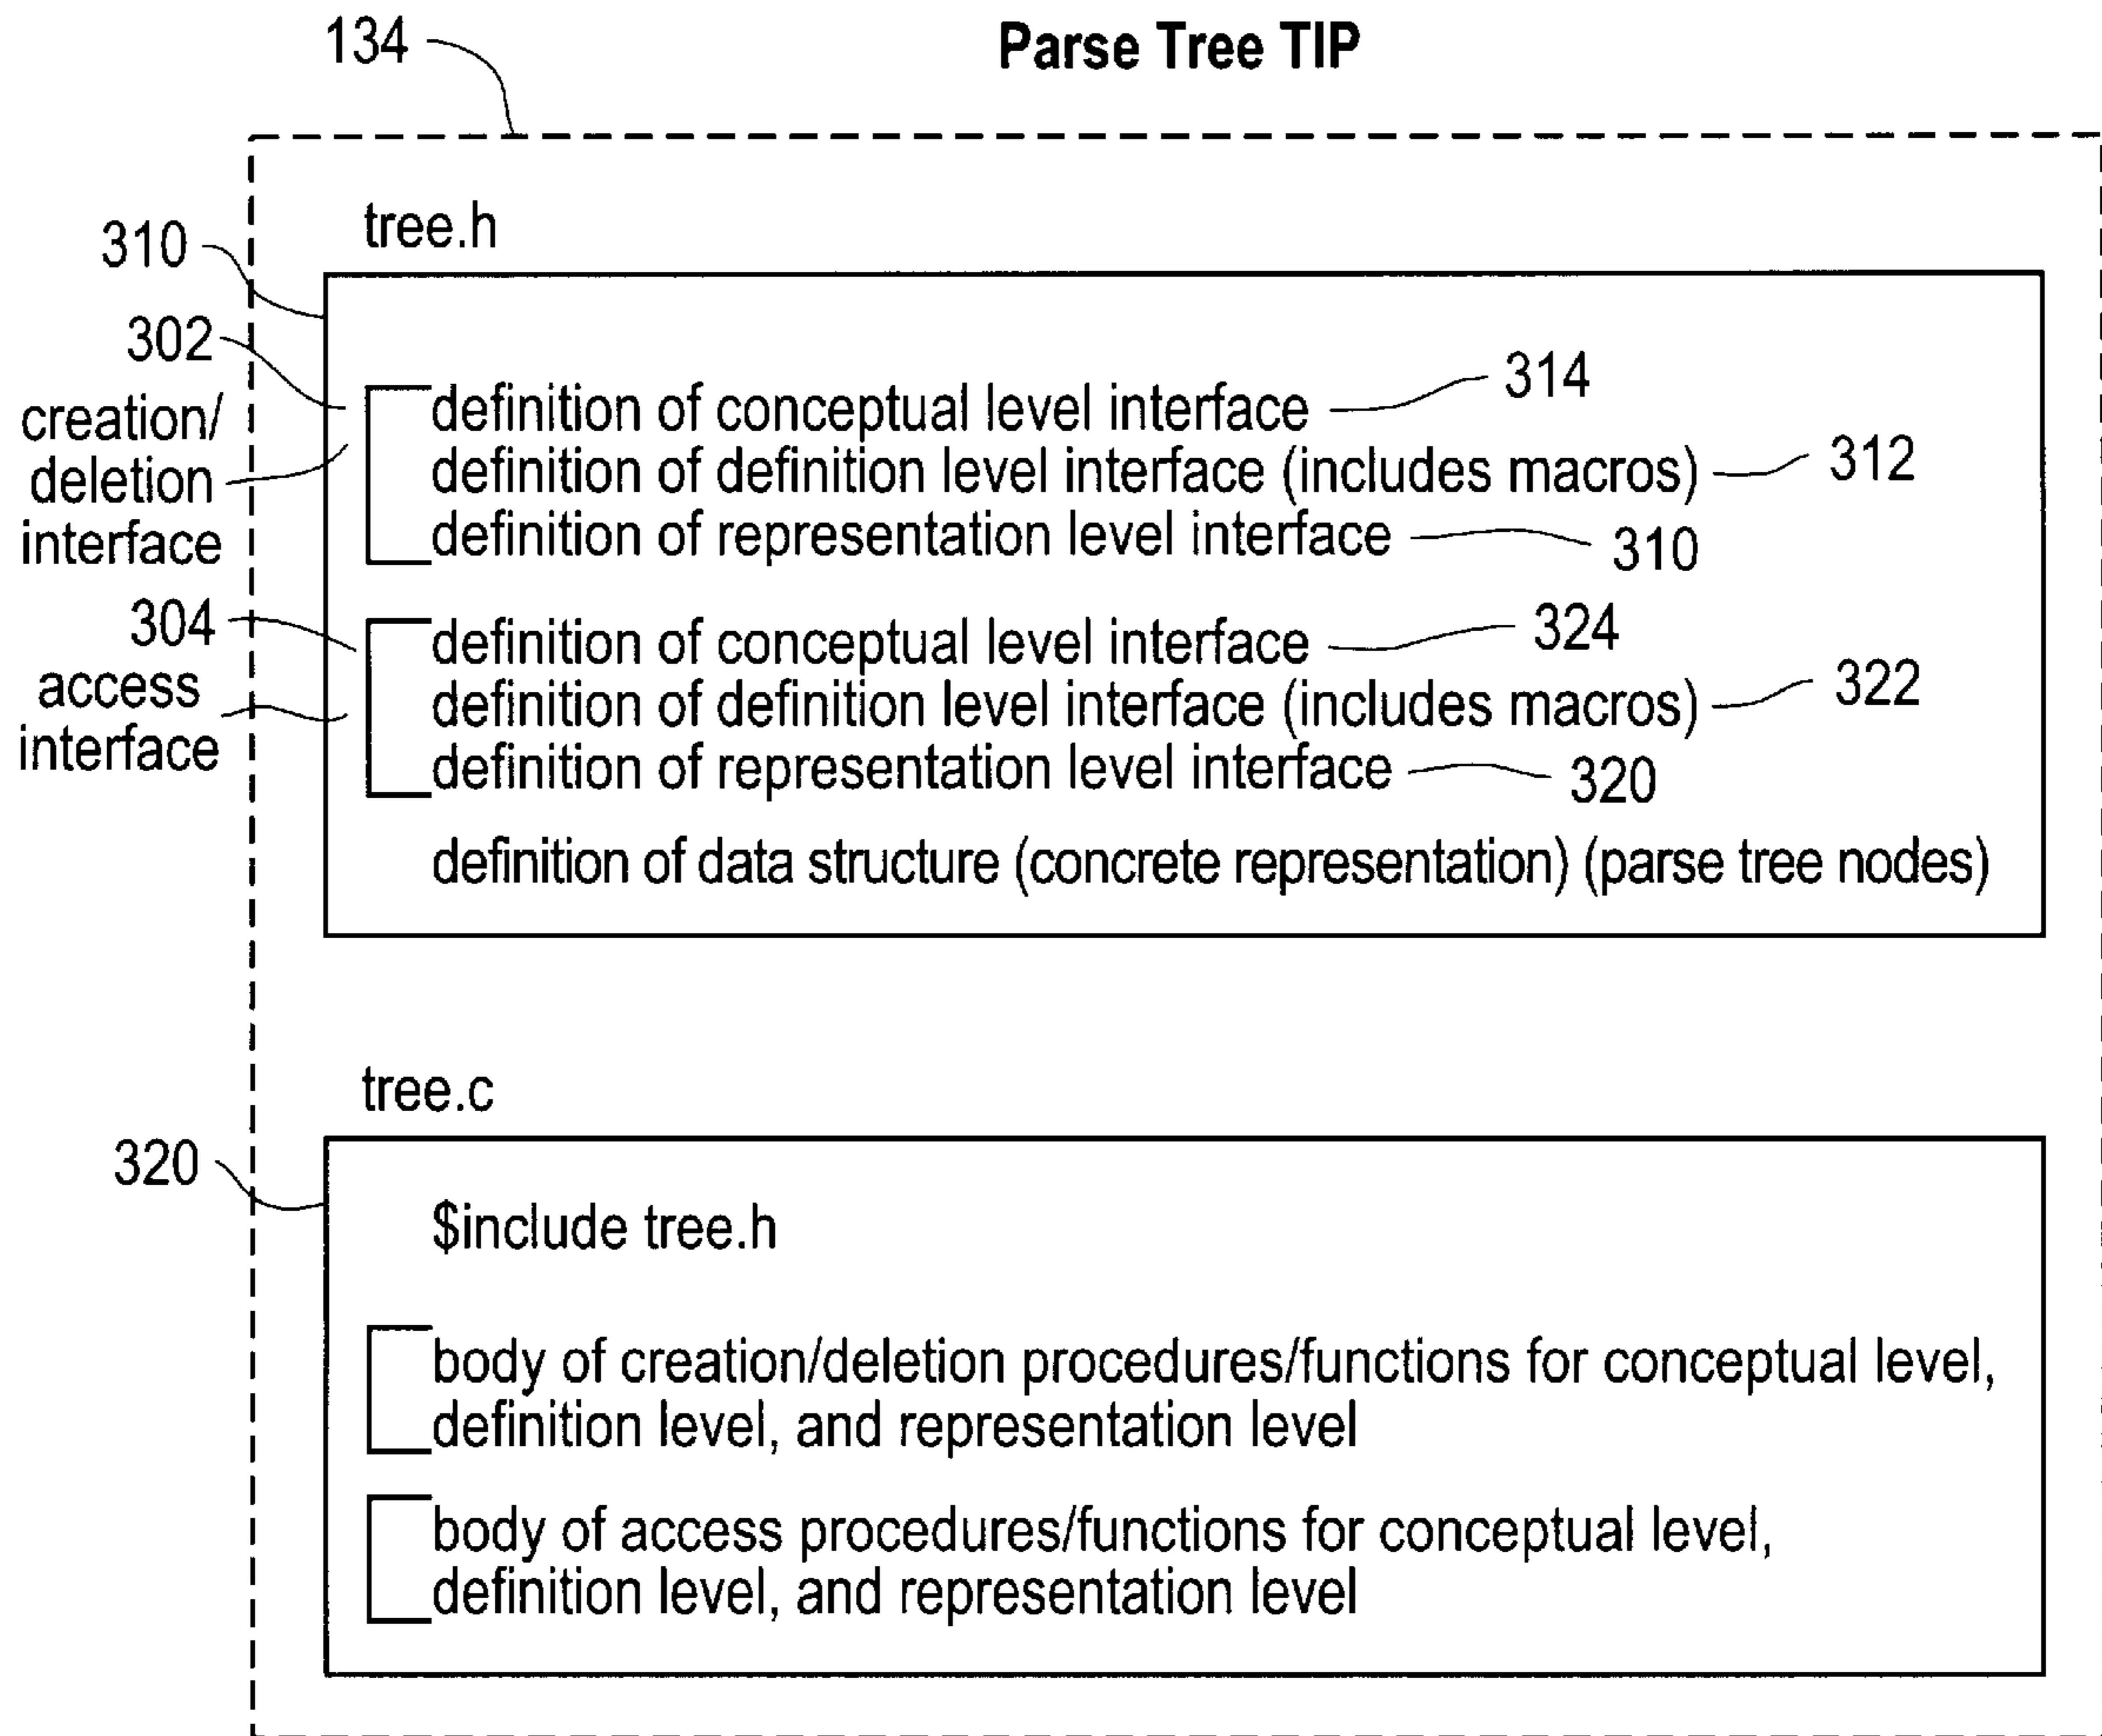 134
Parse Tree TIP
tree.h
310
302
creation/
deletion
interface
definition of conceptual level interface 314
definition of definition level interface (includes macros) 312
definition of representation level interface 310
304
access
interface
definition of conceptual level interface 324
definition of definition level interface (includes macros) 322
definition of representation level interface 320
definition of data structure (concrete representation) (parse tree nodes)
tree.c
320
$include tree.h
body of creation/deletion procedures/functions for conceptual level,
definition level, and representation level
body of access procedures/functions for conceptual level,
definition level, and representation level